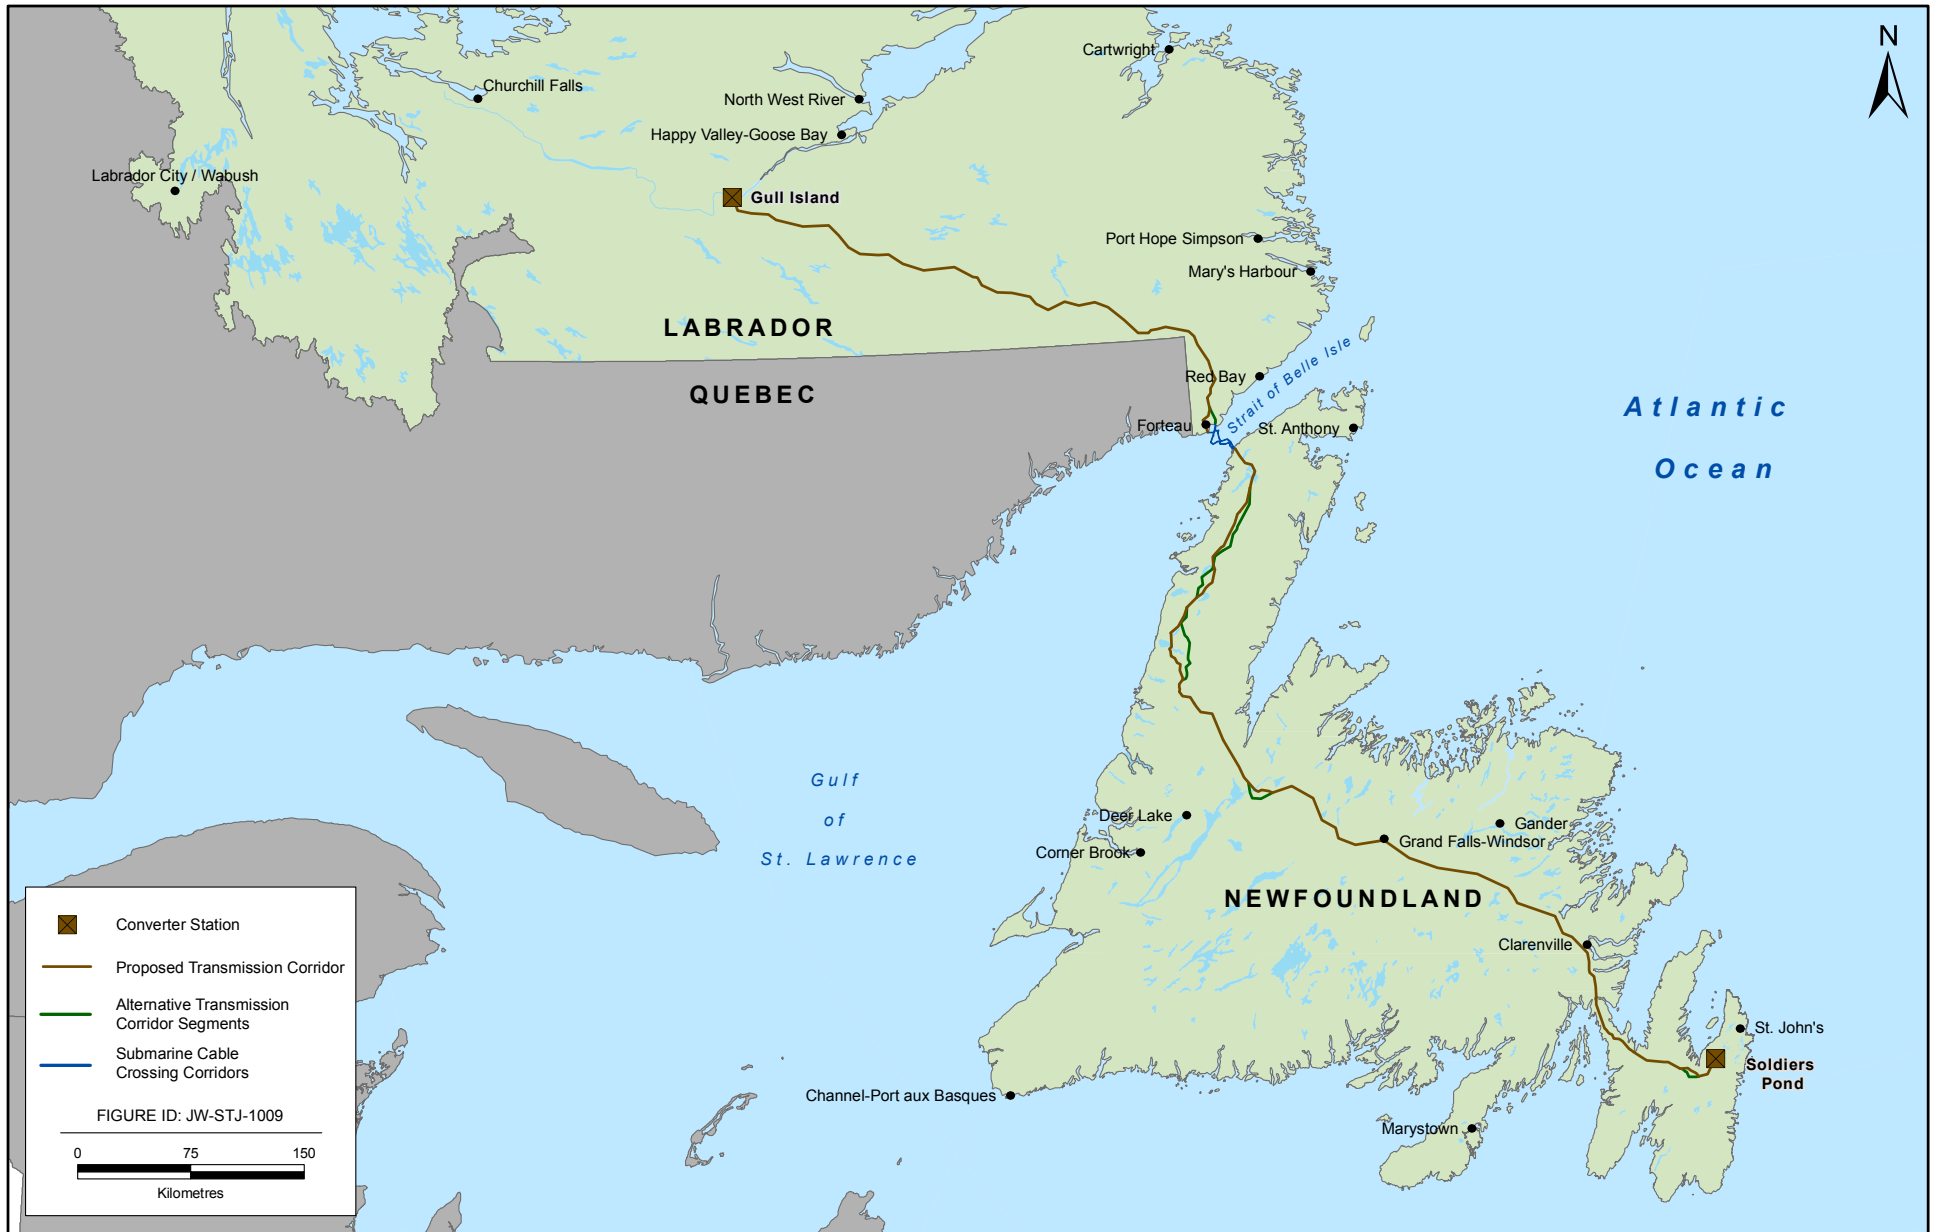 N
Cartwright
Churchill Falls
North West River
Happy Valley-Goose Bay
Labrador City / Wabush
Gull Island
Port Hope Simpson
Mary's Harbour
LABRADOR
QUEBEC
Red Bay
Strait of Belle Isle
Forteau
St. Anthony
Atlantic
Ocean
Gulf
of
St. Lawrence
Deer Lake
Corner Brook
Gander
Grand Falls-Windsor
NEWFOUNDLAND
Clarenville
St. John's
Soldiers
Pond
Channel-Port aux Basques
Marystown
Converter Station
Proposed Transmission Corridor
Alternative Transmission
Corridor Segments
Submarine Cable
Crossing Corridors
FIGURE ID: JW-STJ-1009
0 75 150
Kilometres